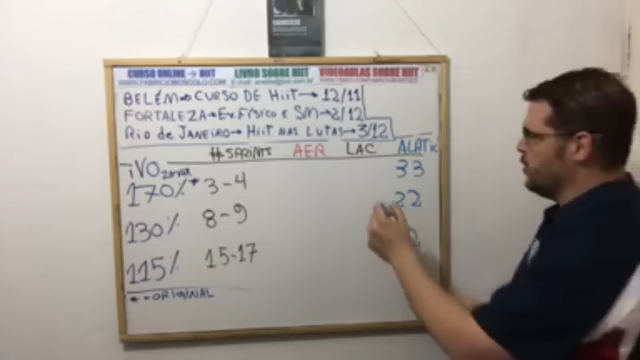 CURSO ONLINE → HIIT LIVRO SOBRE HIIT VIDEOAULAS SOBRE HIIT
BELÉM → CURSO DE HiiT → 12/11
FORTALEZA → Ex.FÍSICO E SM → 2/12
Rio de JANEIRO → HiiT NAS LUTAS → 3/12
iVO2max # SPRINTS AER LAC ALÁT
170% * 3-4 33
130% 8-9 22
115% 15-17
* = ORIGINAL